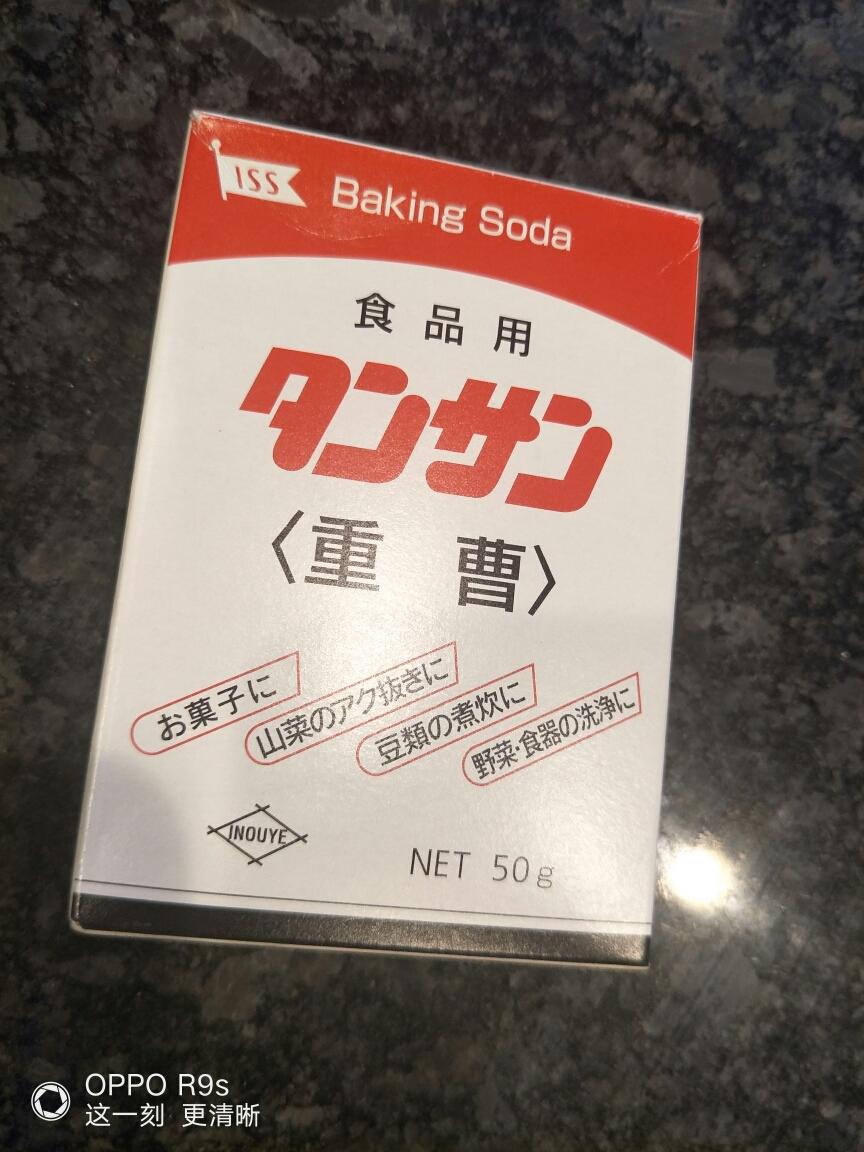 ISS
Baking Soda
食品用
タンサン
〈重 曹〉
お菓子に
山菜のアク抜きに
豆類の煮炊に
野菜・食器の洗浄に
INOUYE
NET 50g
OPPO R9s
这一刻 更清晰